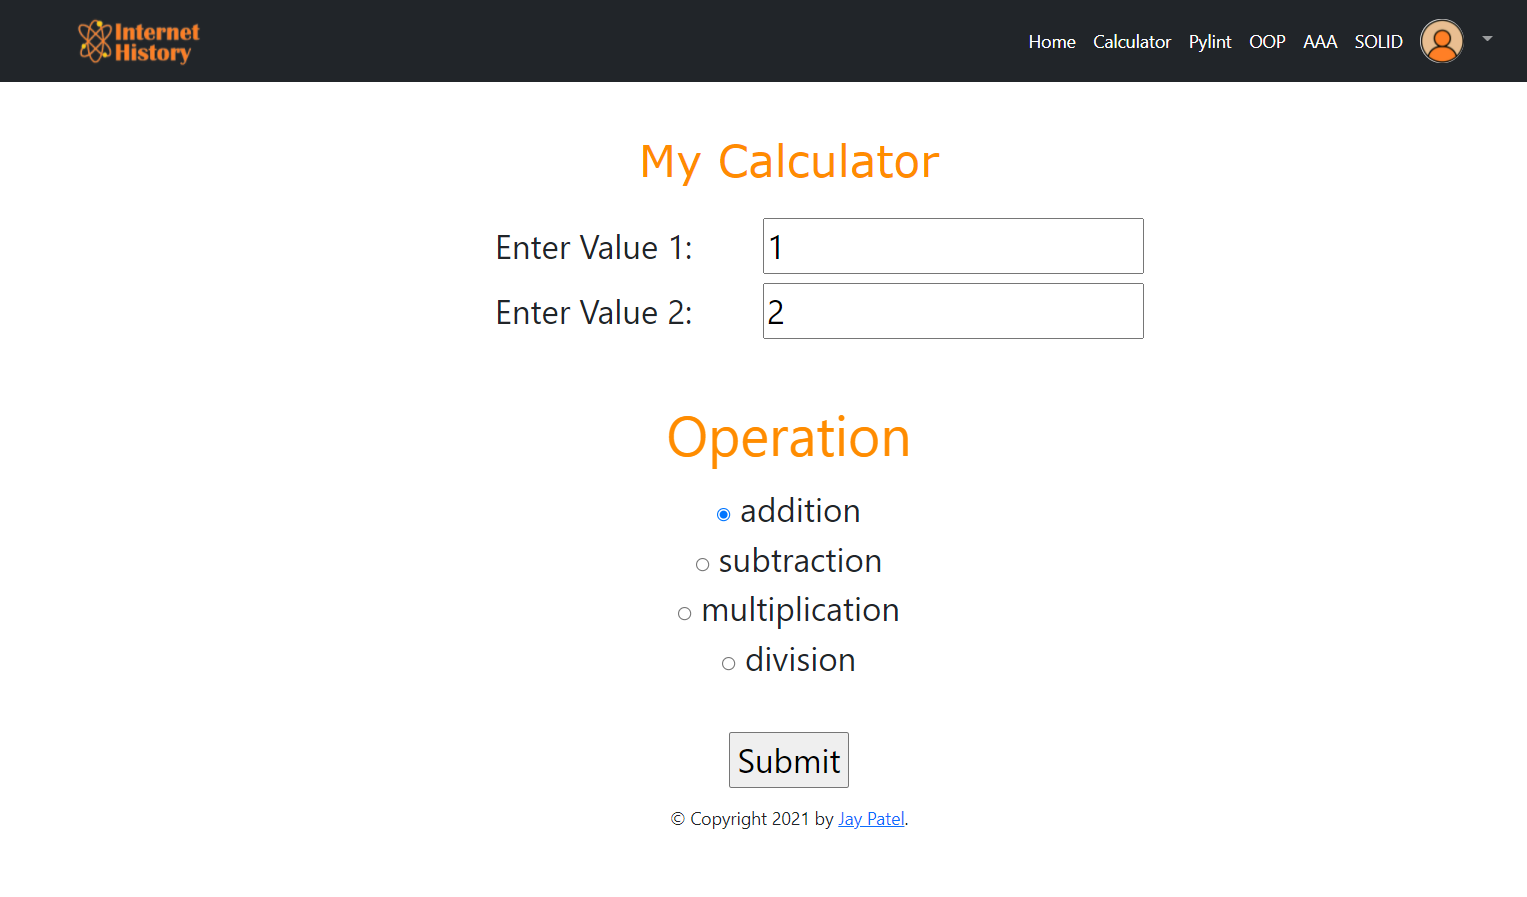 Internet
History
Home Calculator Pylint OOP AAA SOLID
My Calculator
Enter Value 1: 1
Enter Value 2: 2
Operation
addition
subtraction
multiplication
division
Submit
© Copyright 2021 by Jay Patel.